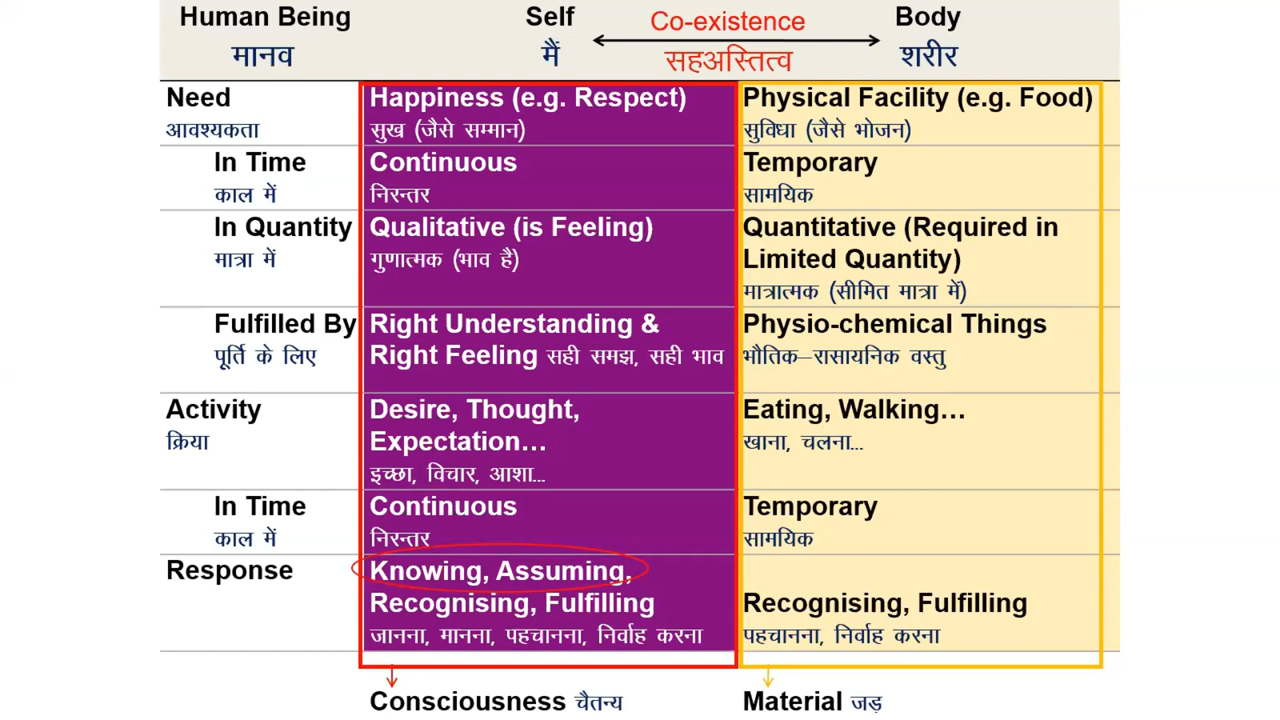 Human Being
Self
Co-existence
Body
मानव
मैं
सहअस्तित्व
शरीर
Need
Happiness (e.g. Respect)
Physical Facility (e.g. Food)
आवश्यकता
सुख (जैसे सम्मान)
सुविधा (जैसे भोजन)
In Time
Continuous
Temporary
काल में
निरन्तर
सामयिक
In Quantity
Qualitative (is Feeling)
Quantitative (Required in
Limited Quantity)
मात्रा में
गुणात्मक (भाव है)
मात्रात्मक (सीमित मात्रा में)
Fulfilled By
Right Understanding &
Physio-chemical Things
पूर्ति के लिए
Right Feeling सही समझ, सही भाव
भौतिक–रासायनिक वस्तु
Activity
Desire, Thought,
Expectation…
Eating, Walking…
क्रिया
इच्छा, विचार, आशा...
खाना, चलना...
In Time
Continuous
Temporary
काल में
निरन्तर
सामयिक
Response
Knowing, Assuming,
Recognising, Fulfilling
Recognising, Fulfilling
जानना, मानना, पहचानना, निर्वाह करना
पहचानना, निर्वाह करना
Consciousness चैतन्य
Material जड़